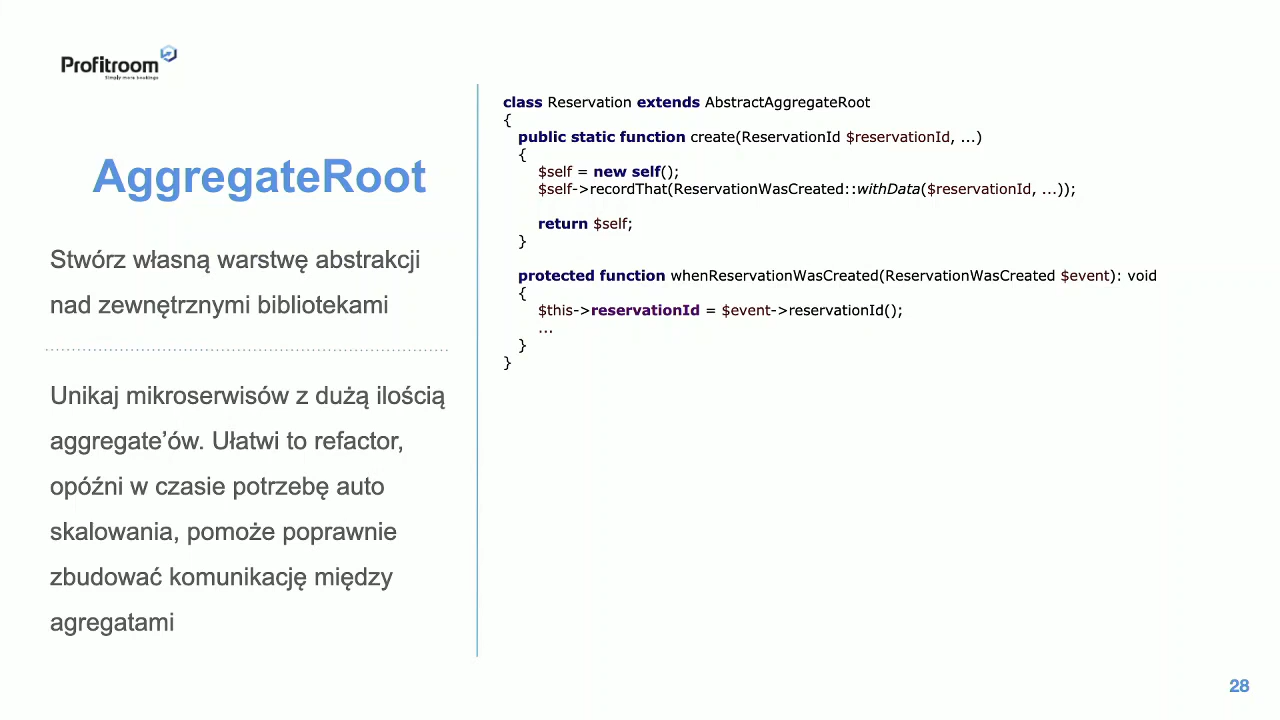 Profitroom
Simply more bookings
AggregateRoot
Stwórz własną warstwę abstrakcji
nad zewnętrznymi bibliotekami
Unikaj mikroserwisów z dużą ilością
aggregate’ów. Ułatwi to refactor,
opóźni w czasie potrzebę auto
skalowania, pomoże poprawnie
zbudować komunikację między
agregatami
class Reservation extends AbstractAggregateRoot
{
public static function create(ReservationId $reservationId, ...)
{
$self = new self();
$self->recordThat(ReservationWasCreated::withData($reservationId, ...));
return $self;
}
protected function whenReservationWasCreated(ReservationWasCreated $event): void
{
$this->reservationId = $event->reservationId();
...
}
}
28